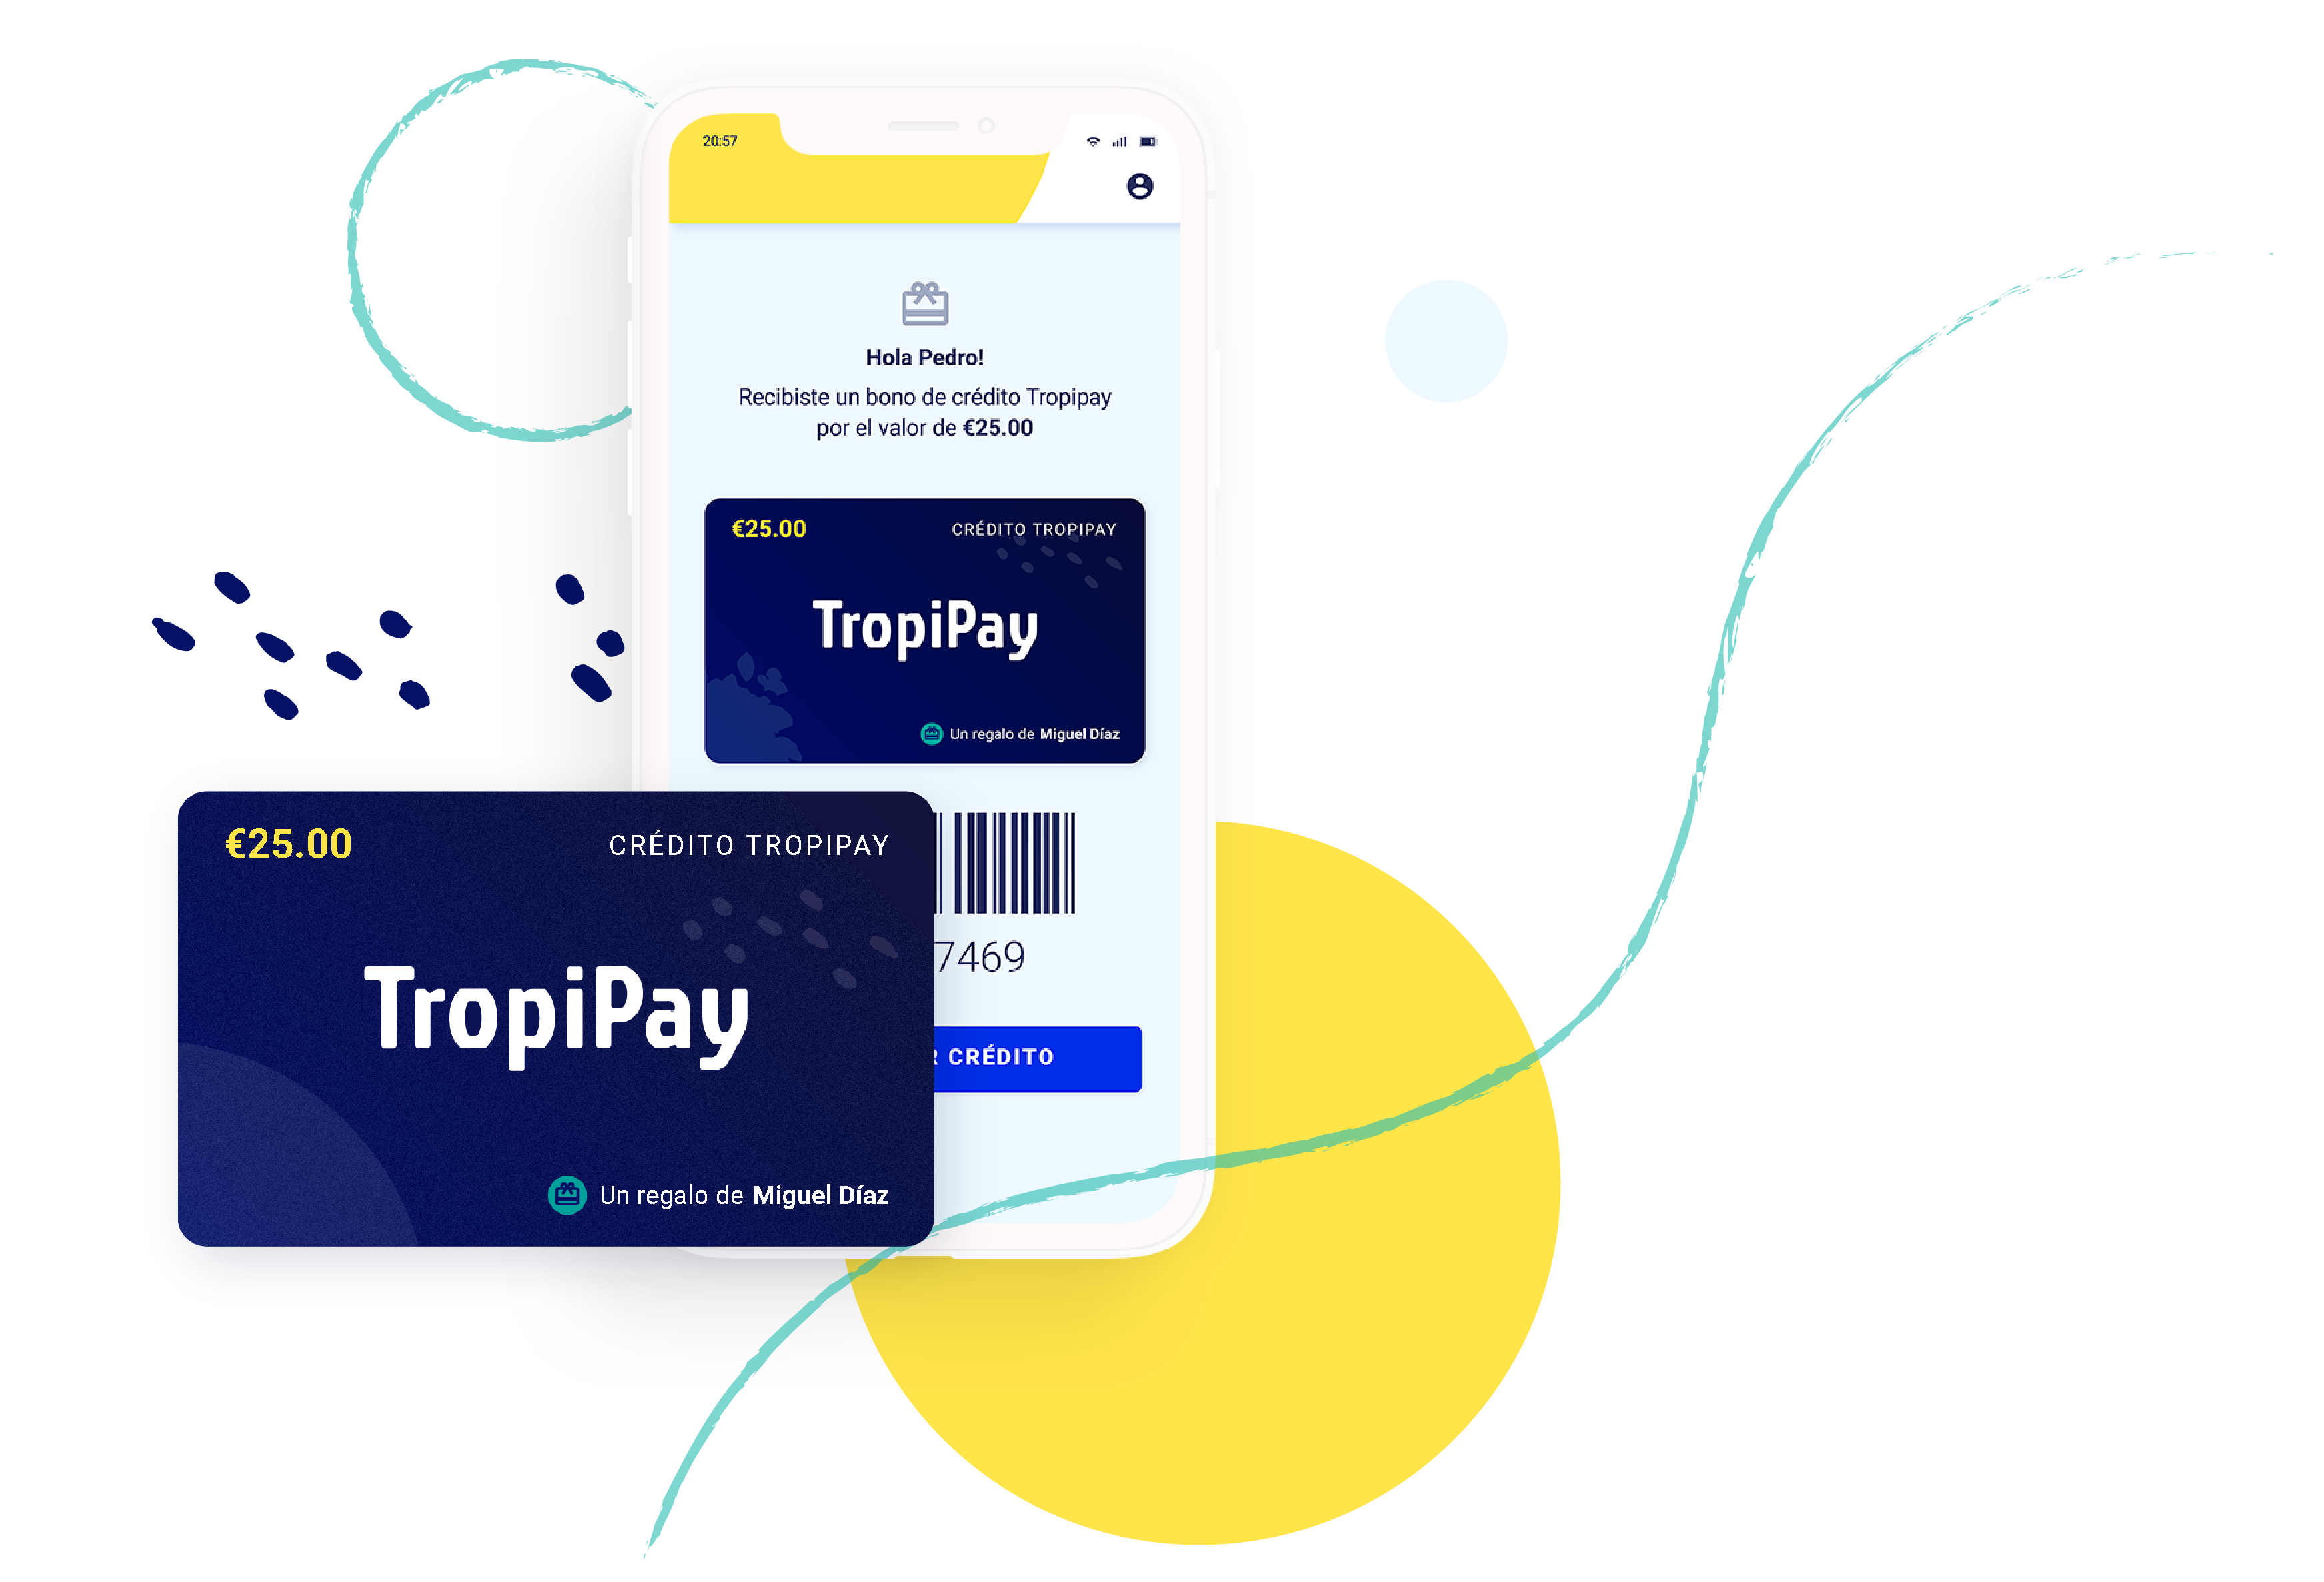 20:57
Hola Pedro!
Recibiste un bono de crédito Tropipay
por el valor de €25.00
€25.00
CRÉDITO TROPIPAY
TropiPay
Un regalo de Miguel Díaz
7469
CRÉDITO
€25.00
CRÉDITO TROPIPAY
TropiPay
Un regalo de Miguel Díaz